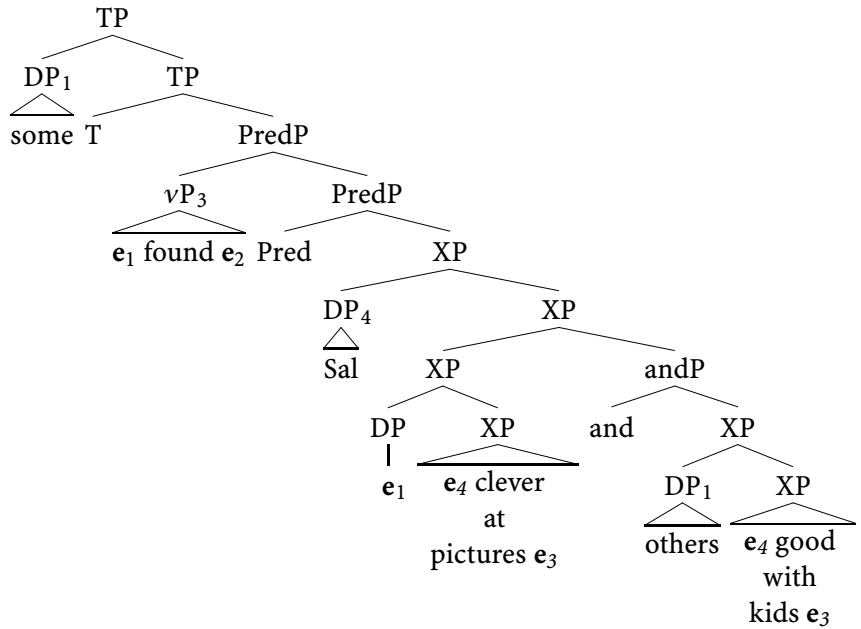 TP
DP₁ TP
some T PredP
vP₃ PredP
e₁ found e₂ Pred XP
DP₄ XP
Sal XP andP
DP XP and XP
e₁ e₄ clever DP₁ XP
at others e₄ good
pictures e₃ with
kids e₃